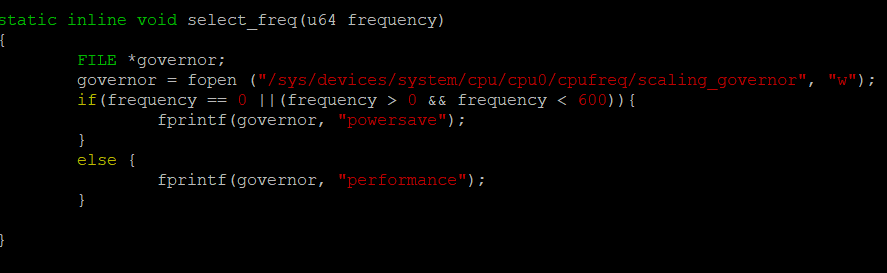 static inline void select_freq(u64 frequency)
{
        FILE *governor;
        governor = fopen ("/sys/devices/system/cpu/cpu0/cpufreq/scaling_governor", "w");
        if(frequency == 0 ||(frequency > 0 && frequency < 600)){
                fprintf(governor, "powersave");
        }
        else {
                fprintf(governor, "performance");
        }
}